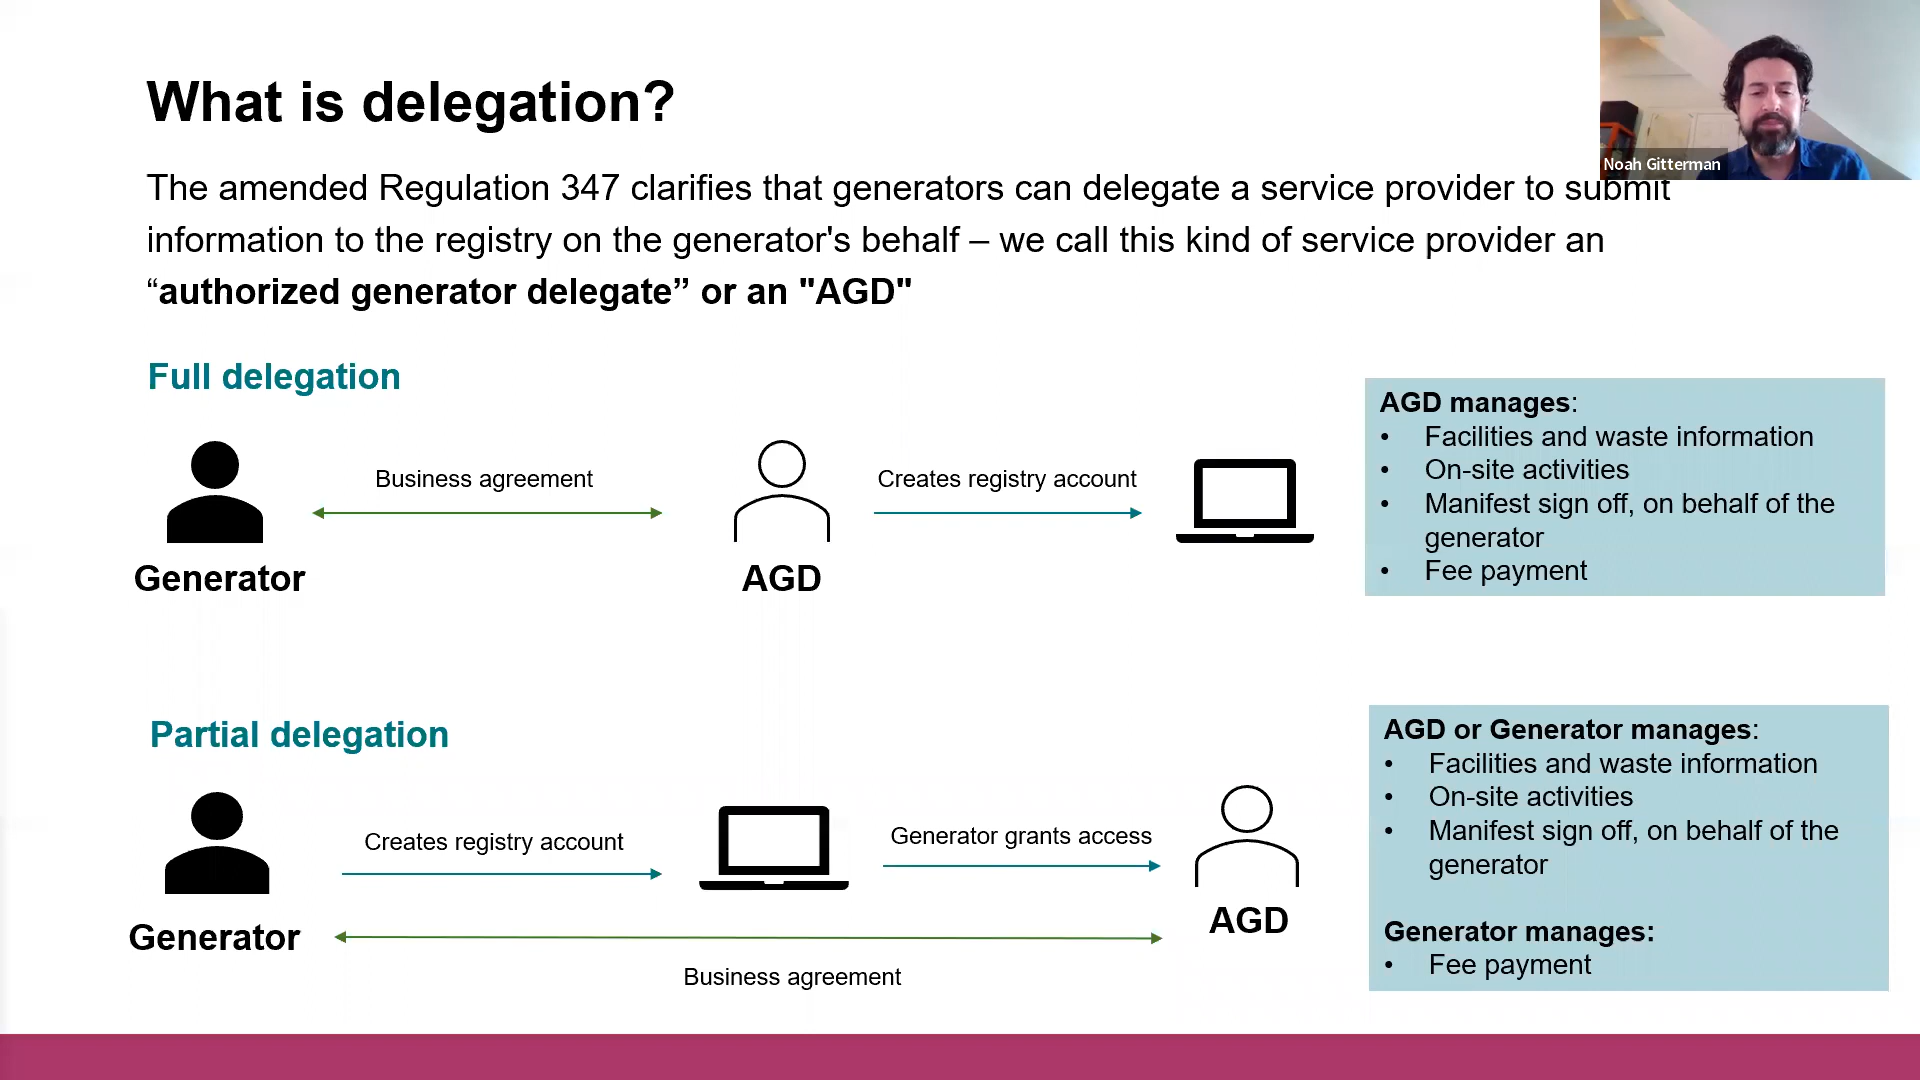 What is delegation?
Noah Gitterman
The amended Regulation 347 clarifies that generators can delegate a service provider to submit
information to the registry on the generator's behalf – we call this kind of service provider an
“authorized generator delegate” or an "AGD"
Full delegation
Business agreement
Creates registry account
Generator
AGD
AGD manages:
• Facilities and waste information
• On-site activities
• Manifest sign off, on behalf of the
generator
• Fee payment
Partial delegation
Creates registry account
Generator grants access
Generator
AGD
Business agreement
AGD or Generator manages:
• Facilities and waste information
• On-site activities
• Manifest sign off, on behalf of the
generator
Generator manages:
• Fee payment